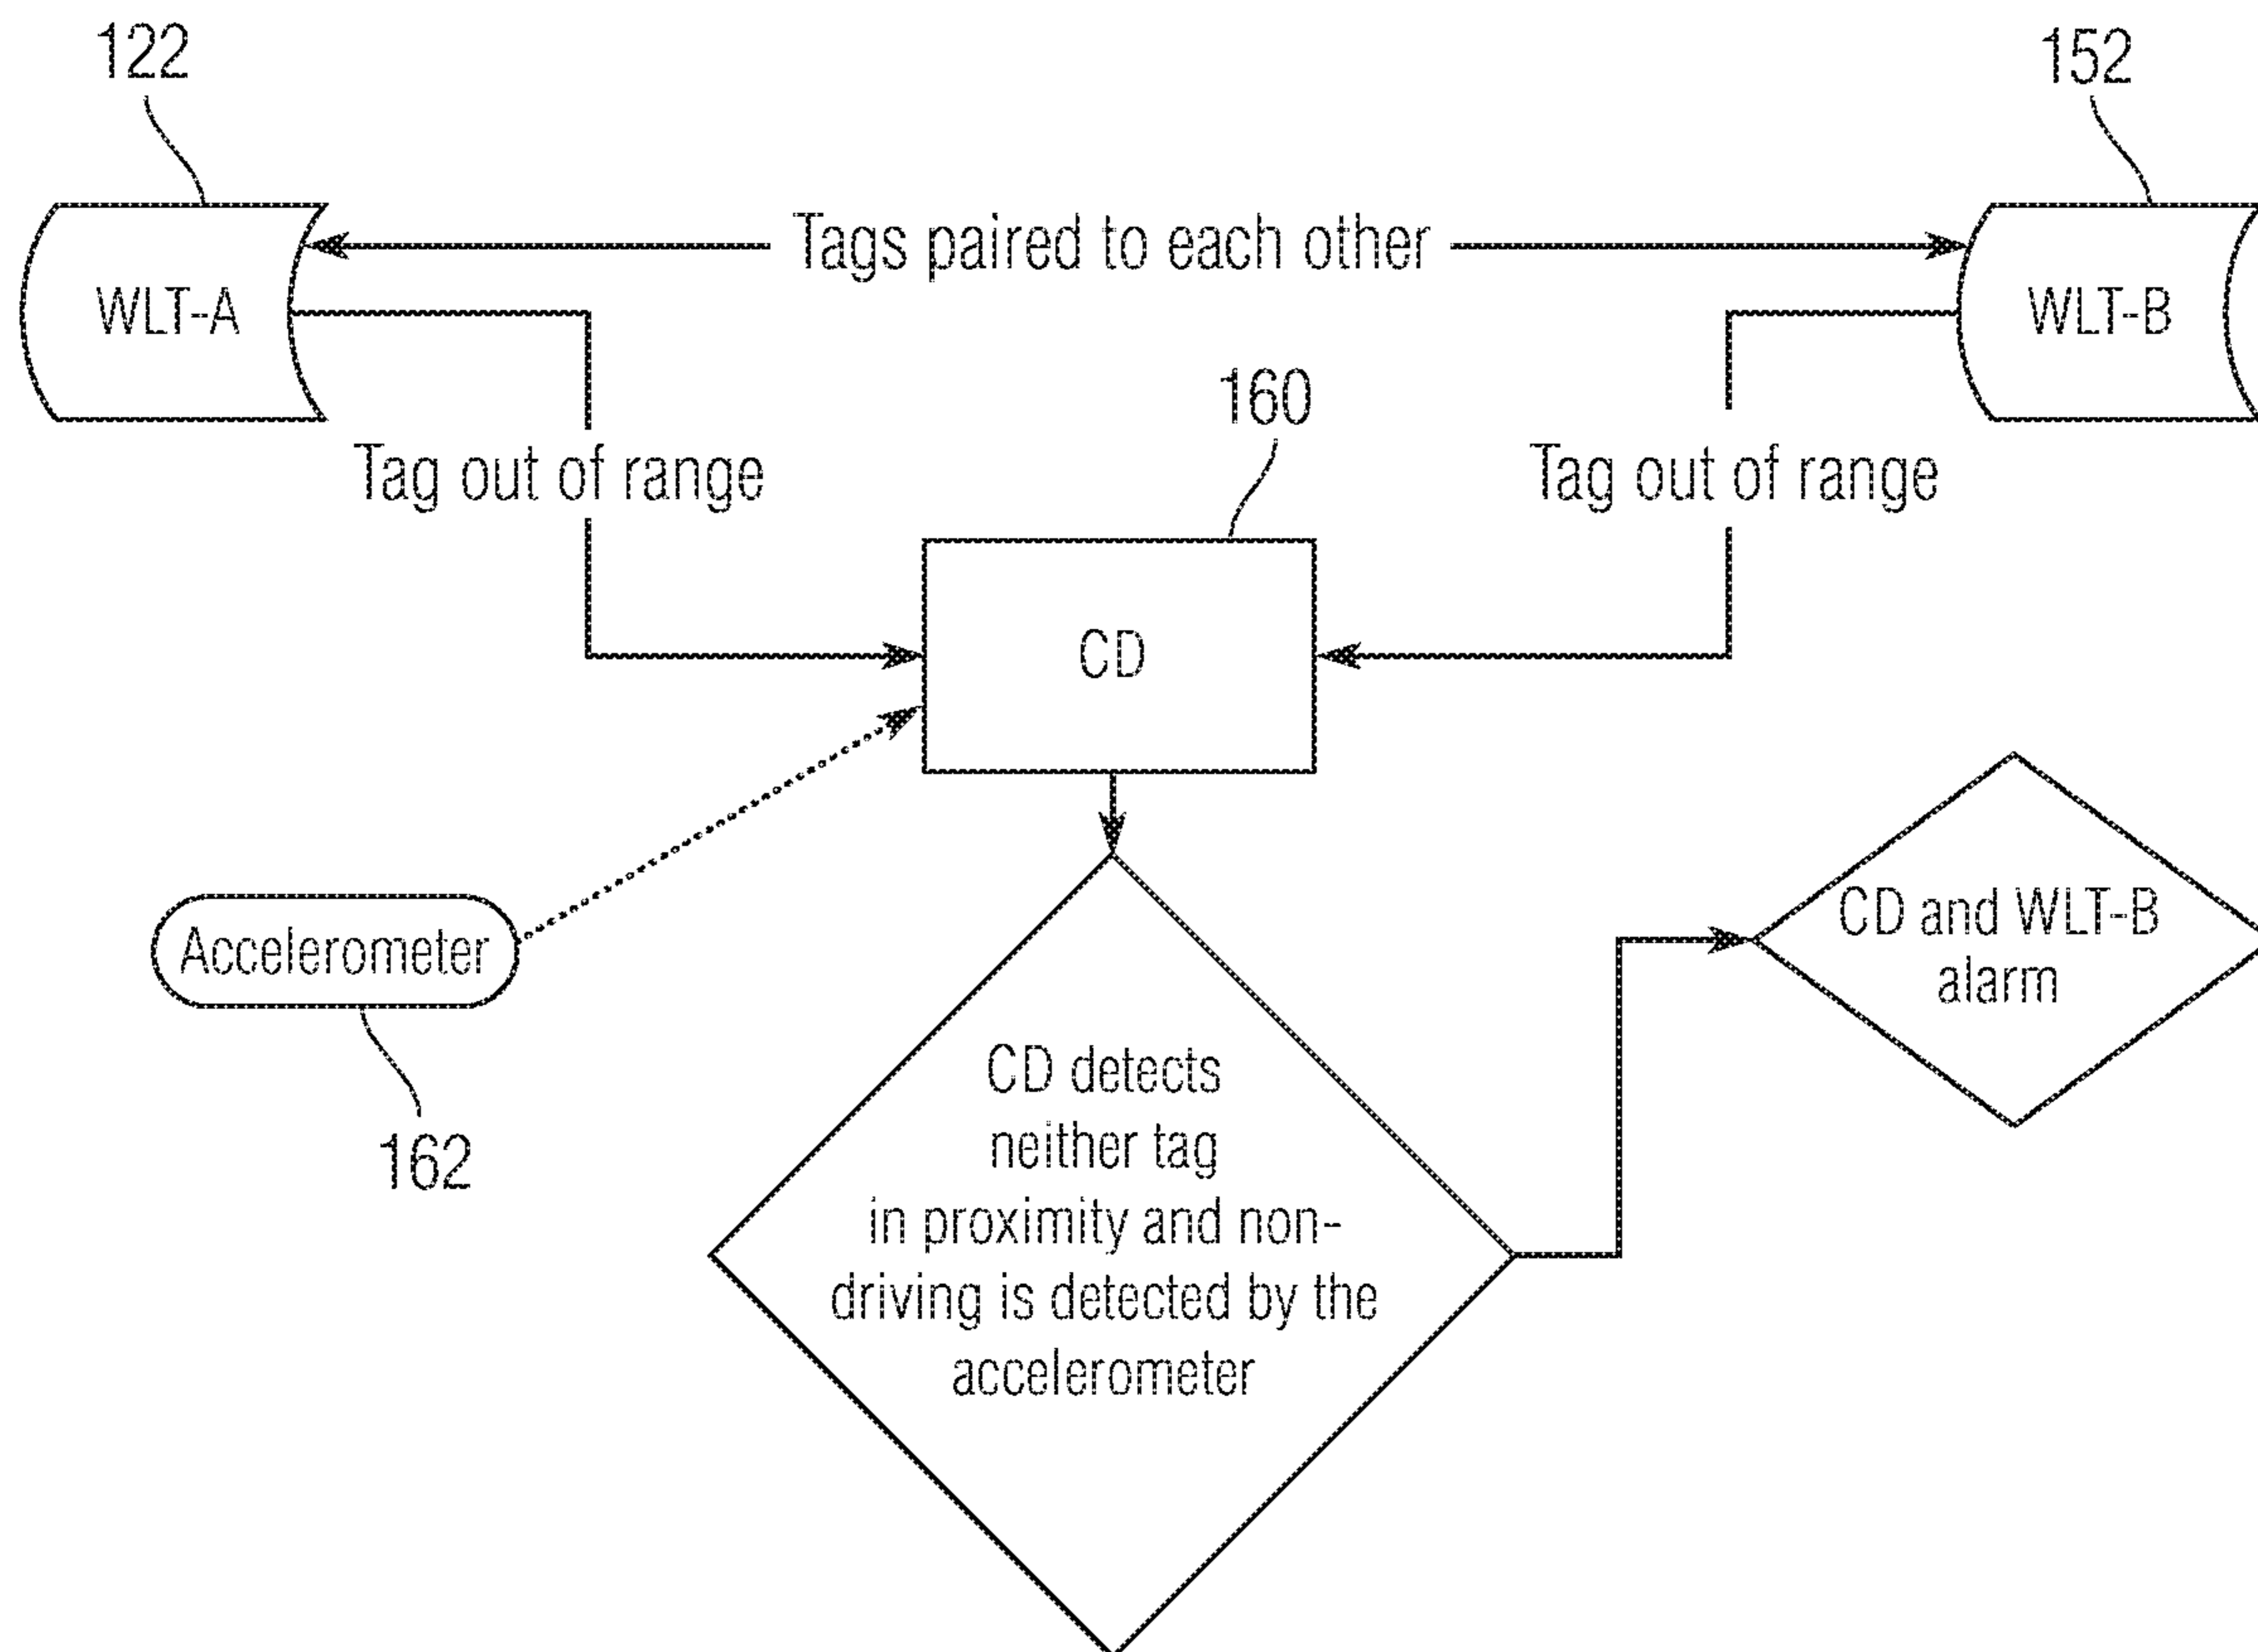 122
152
Tags paired to each other
WLT-A
WLT-B
160
Tag out of range
Tag out of range
CD
CD and WLT-B
alarm
Accelerometer
162
CD detects
neither tag
in proximity and non-
driving is detected by the
accelerometer